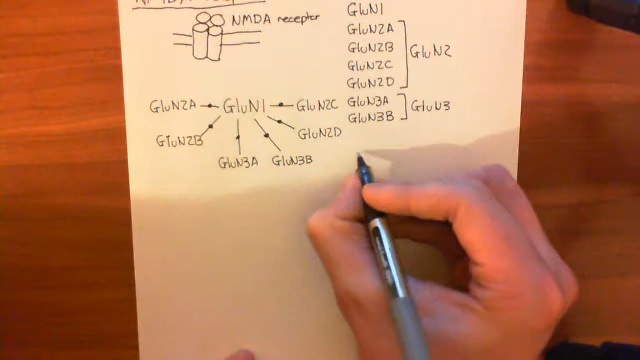 NMDA receptor
GluN1
GluN2A
GluN2B
GluN2
GluN2C
GluN2D
GluN3A
GluN3
GluN3B
GluN2A
GluN1
GluN2C
GluN2B
GluN2D
GluN3A
GluN3B